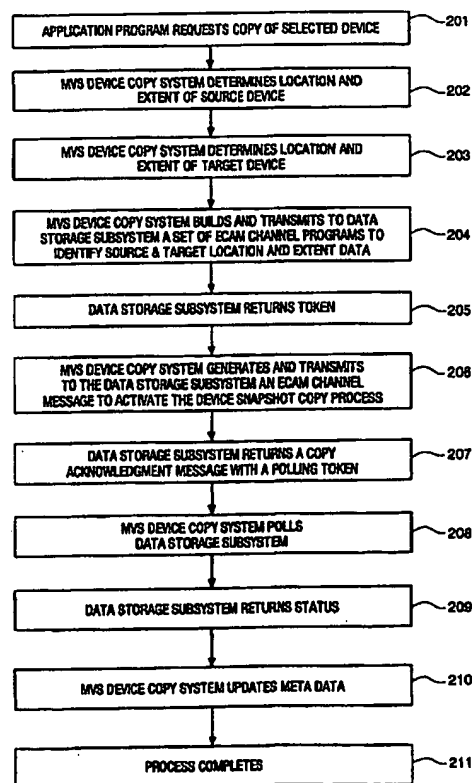 APPLICATION PROGRAM REQUESTS COPY OF SELECTED DEVICE
201
MVS DEVICE COPY SYSTEM DETERMINES LOCATION AND
EXTENT OF SOURCE DEVICE
202
MVS DEVICE COPY SYSTEM DETERMINES LOCATION AND
EXTENT OF TARGET DEVICE
203
MVS DEVICE COPY SYSTEM BUILDS AND TRANSMITS TO DATA
STORAGE SUBSYSTEM A SET OF ECAM CHANNEL PROGRAMS TO
IDENTIFY SOURCE & TARGET LOCATION AND EXTENT DATA
204
DATA STORAGE SUBSYSTEM RETURNS TOKEN
205
MVS DEVICE COPY SYSTEM GENERATES AND TRANSMITS
TO THE DATA STORAGE SUBSYSTEM AN ECAM CHANNEL
MESSAGE TO ACTIVATE THE DEVICE SNAPSHOT COPY PROCESS
206
DATA STORAGE SUBSYSTEM RETURNS A COPY
ACKNOWLEDGMENT MESSAGE WITH A POLLING TOKEN
207
MVS DEVICE COPY SYSTEM POLLS
DATA STORAGE SUBSYSTEM
208
DATA STORAGE SUBSYSTEM RETURNS STATUS
209
MVS DEVICE COPY SYSTEM UPDATES META DATA
210
PROCESS COMPLETES
211